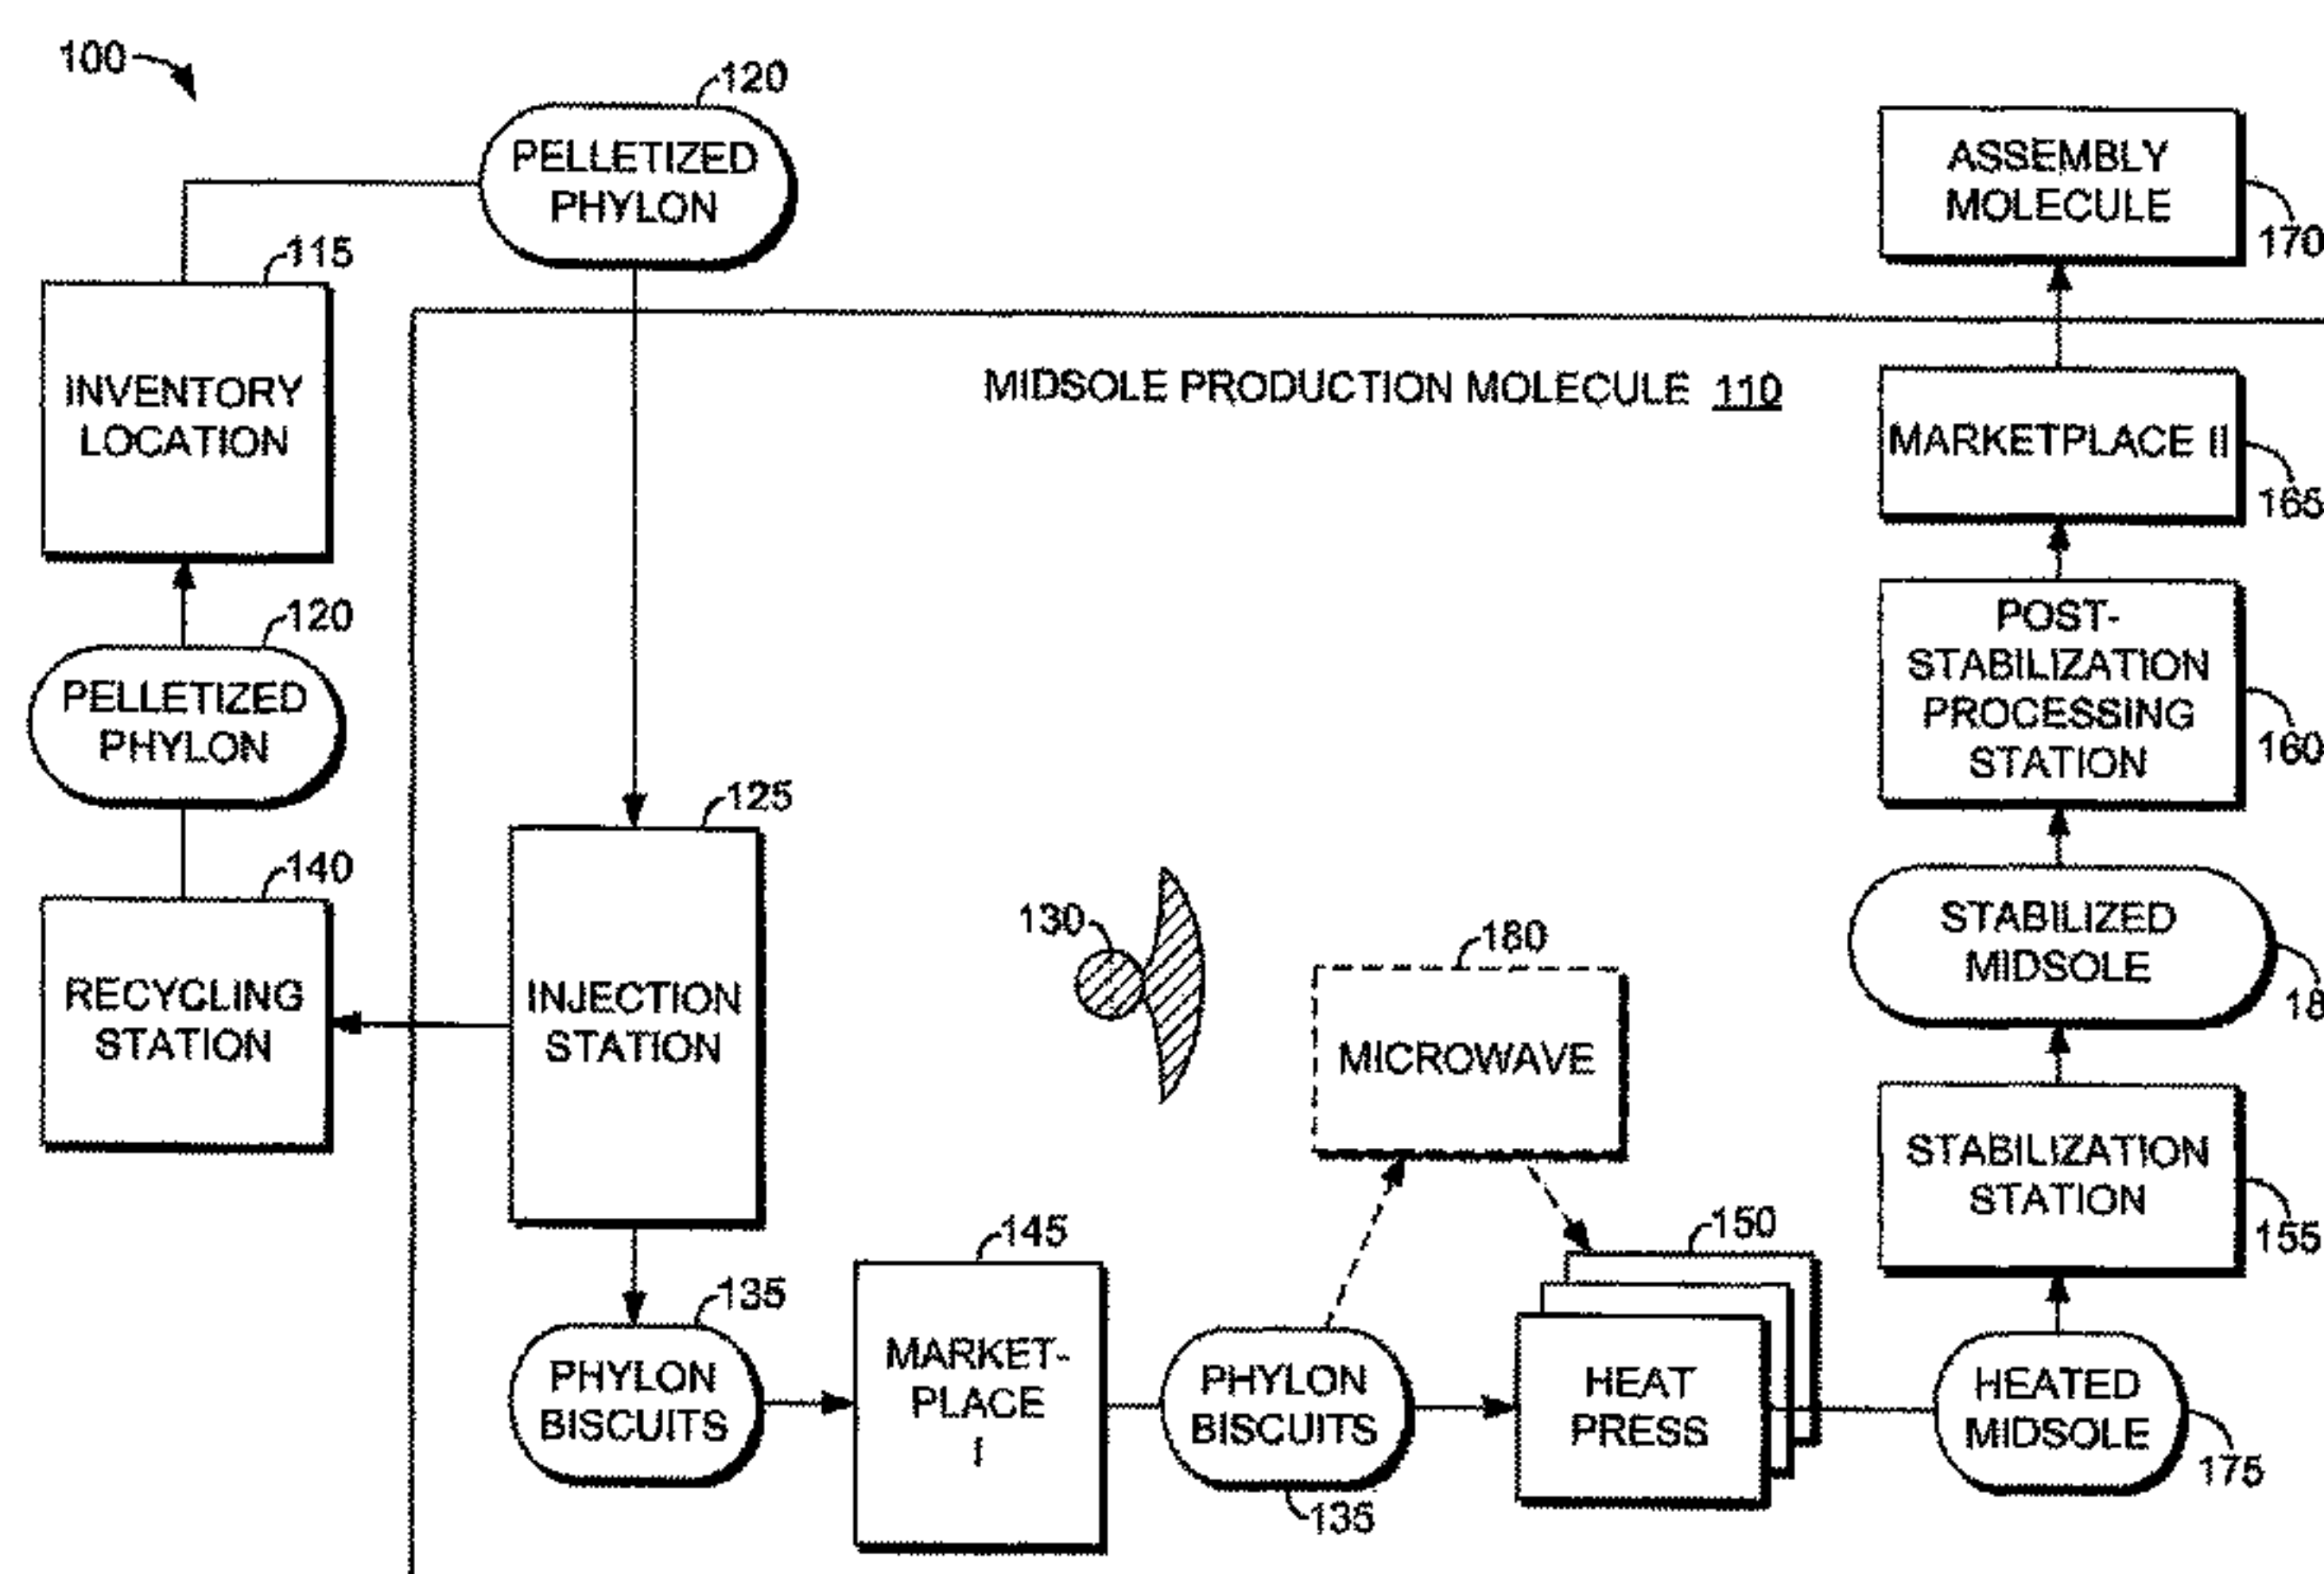 100
120
PELLETIZED
PHYLON
115
INVENTORY
LOCATION
120
PELLETIZED
PHYLON
140
RECYCLING
STATION
MIDSOLE PRODUCTION MOLECULE 110
125
INJECTION
STATION
135
PHYLON
BISCUITS
145
MARKET-
PLACE
I
130
180
MICROWAVE
PHYLON
BISCUITS
135
150
HEAT
PRESS
HEATED
MIDSOLE
175
STABILIZATION
STATION
155
STABILIZED
MIDSOLE
18
POST-
STABILIZATION
PROCESSING
STATION
160
MARKETPLACE II
165
ASSEMBLY
MOLECULE
170